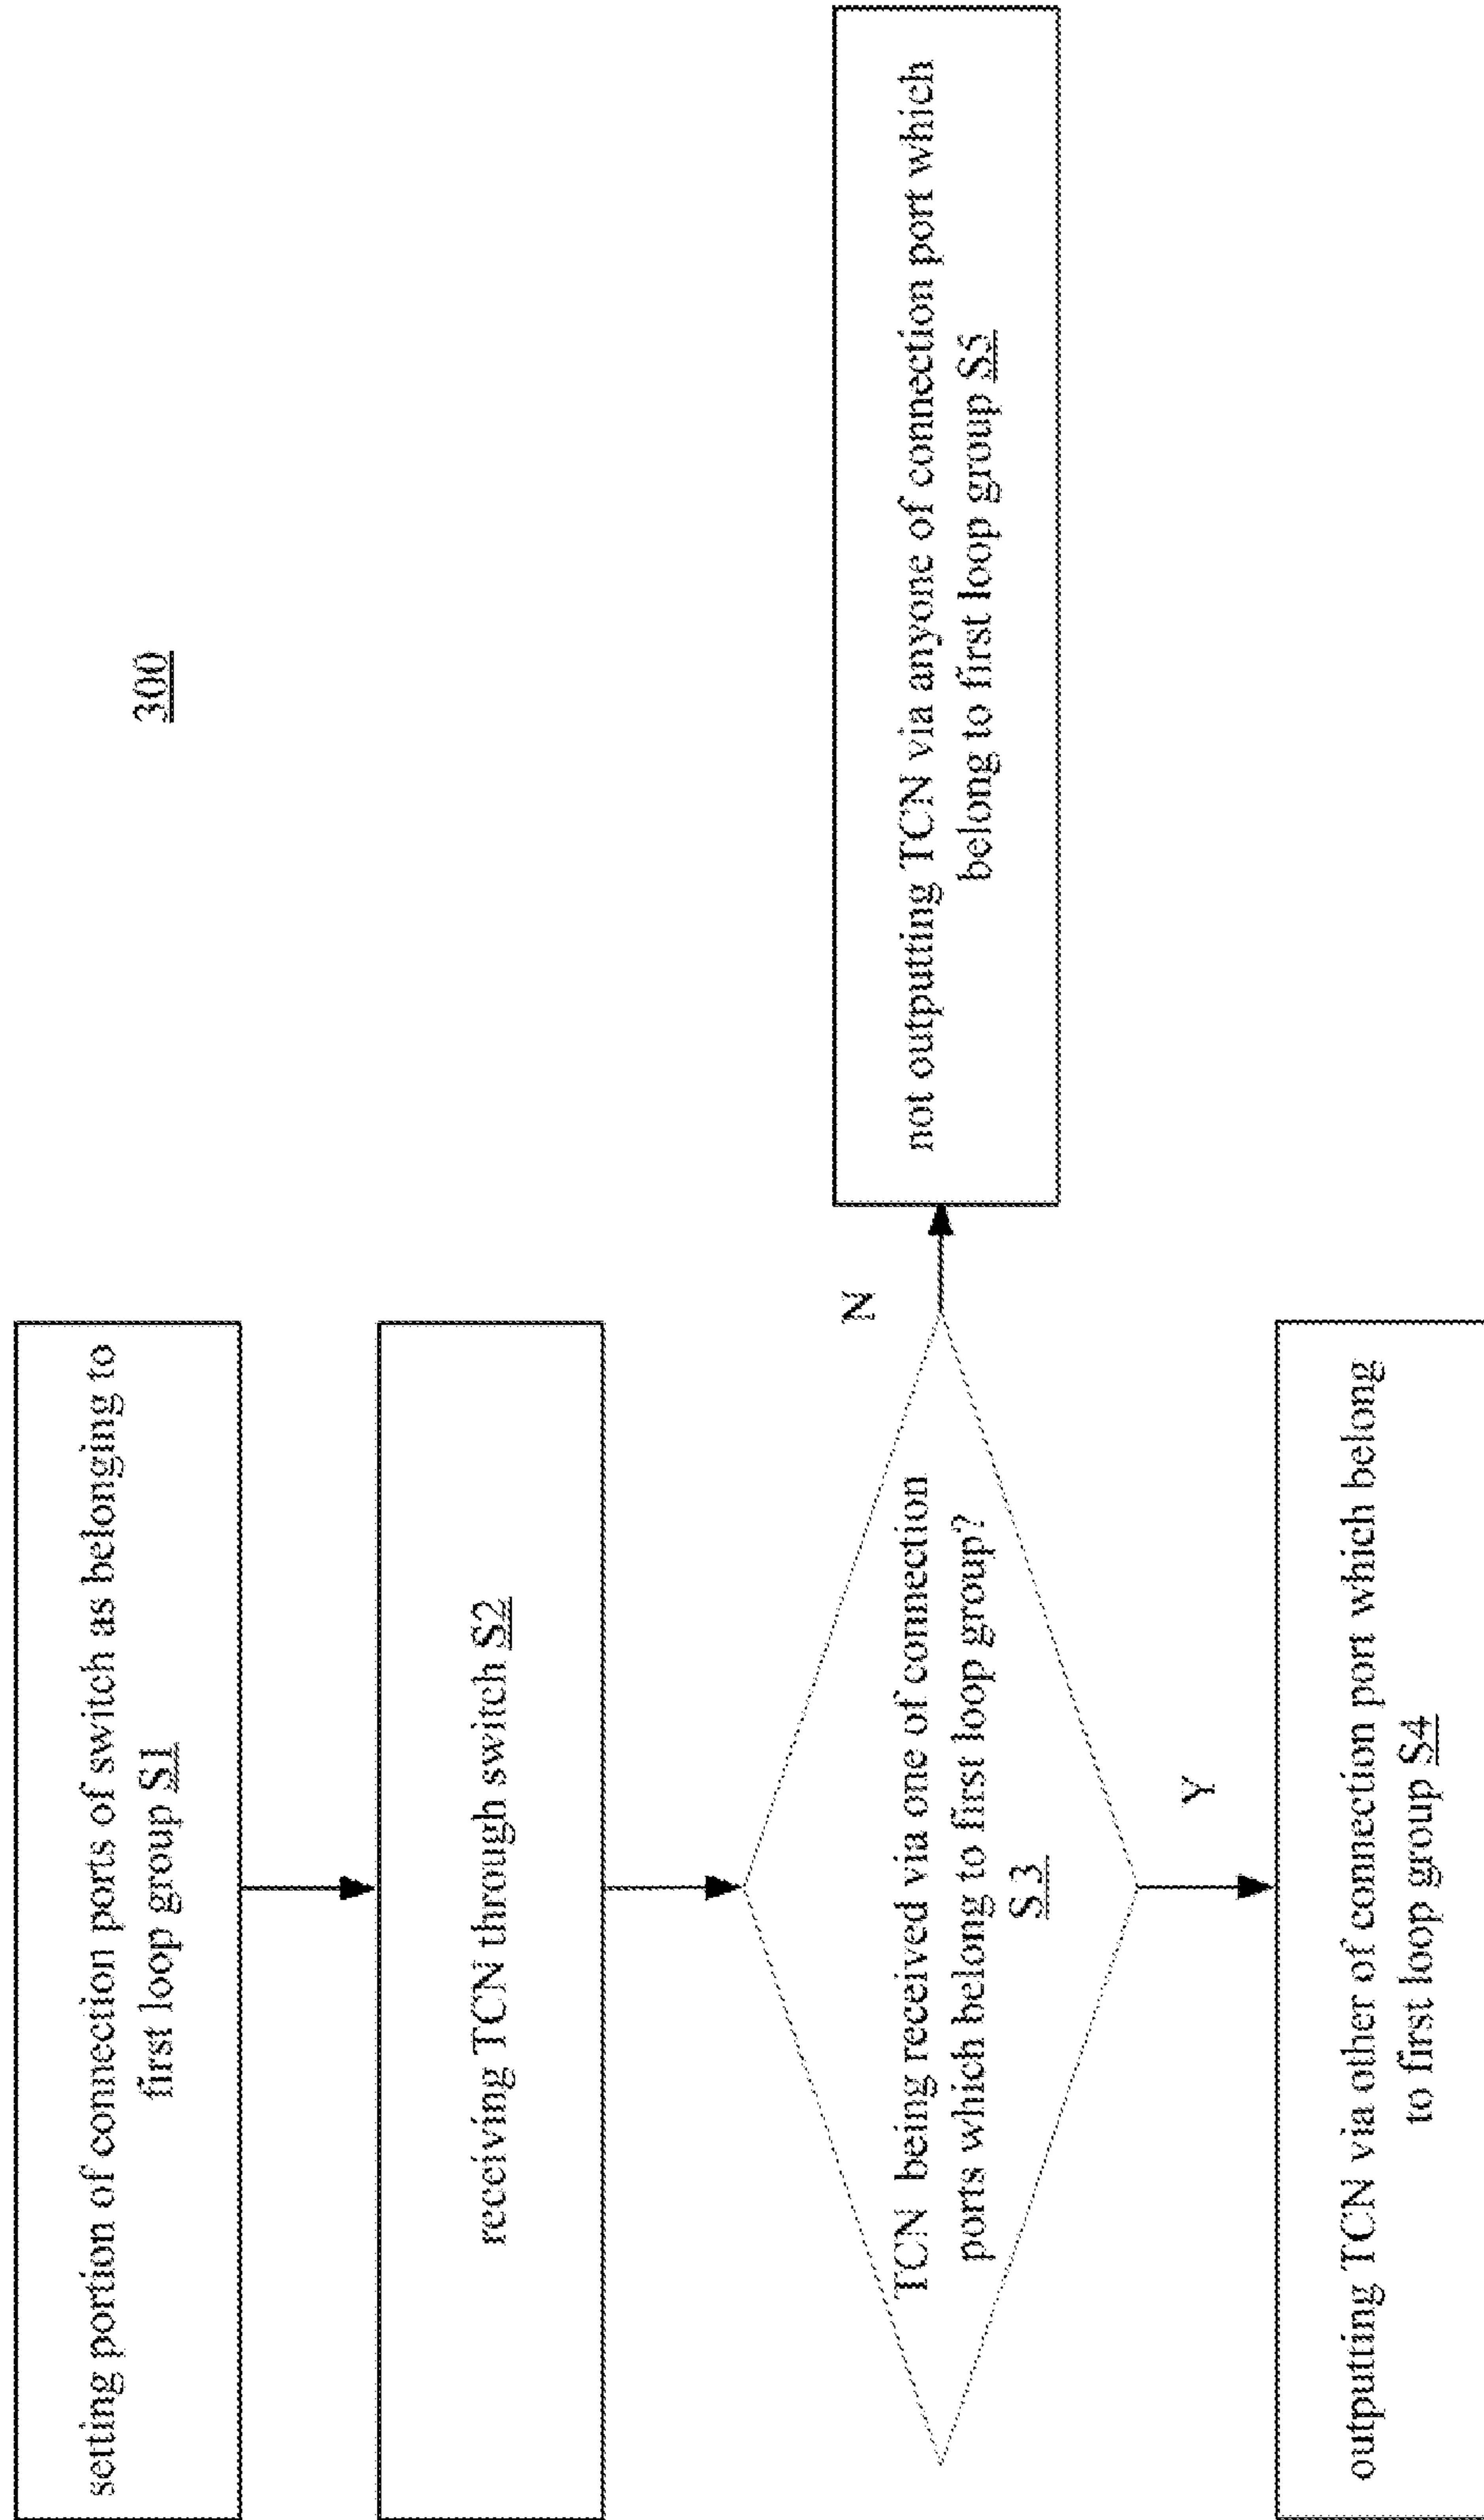 300
setting portion of connection ports of switch as belonging to
first loop group S1
receiving TCN through switch S2
TCN being received via one of connection
ports which belong to first loop group?
S3
N
not outputing TCN via anyone of connection port which
belong to first loop group S5
Y
outputting TCN via other of connection port which belong
to first loop group S4